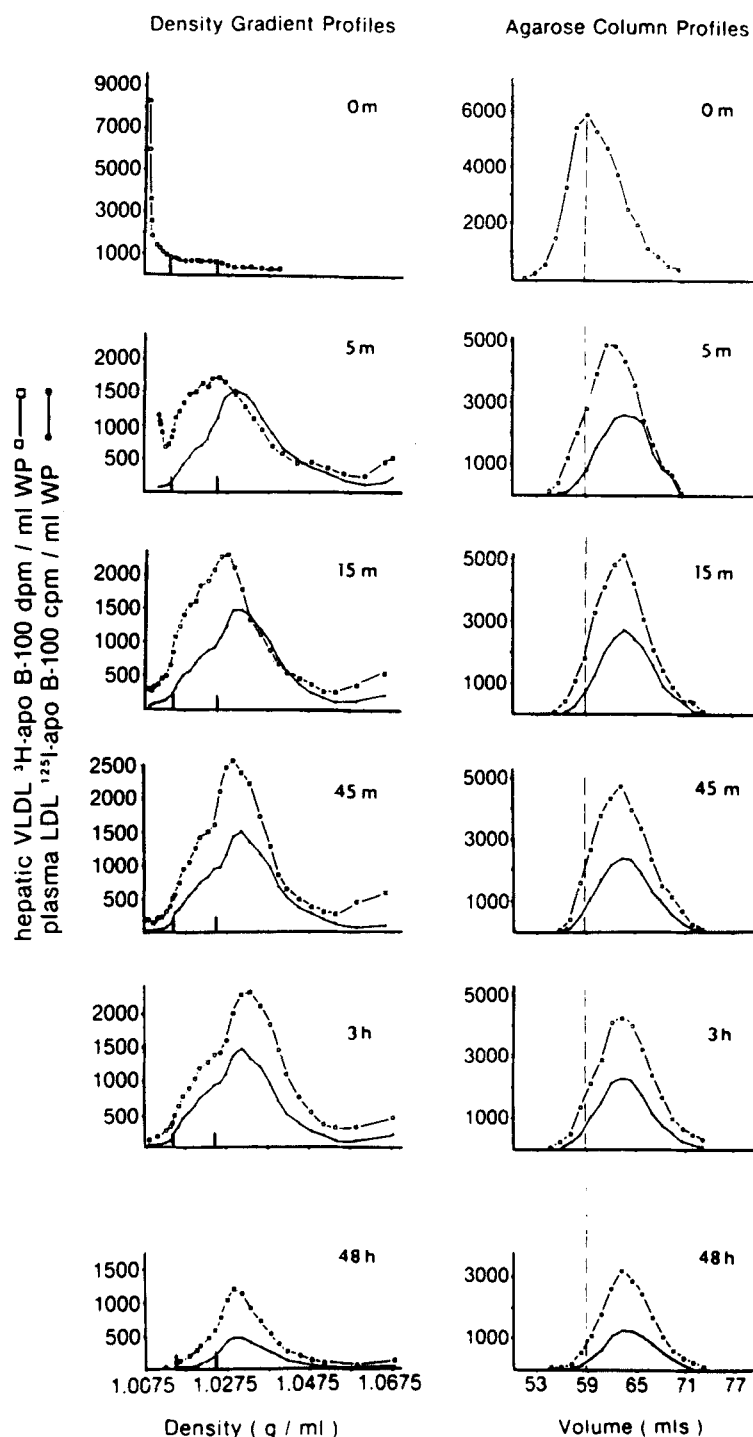 Density Gradient Profiles
Agarose Column Profiles
hepatic VLDL ³H-apo B-100 dpm / ml WP
plasma LDL ¹²⁵I-apo B-100 cpm / ml WP
9000
7000
5000
3000
1000
0 m
6000
4000
2000
0 m
2000
1500
1000
500
5 m
5000
3000
1000
5 m
2000
1500
1000
500
15 m
5000
3000
1000
15 m
2500
2000
1500
1000
500
45 m
5000
3000
1000
45 m
2500
2000
1500
1000
500
3 h
5000
3000
1000
3 h
1500
1000
500
48 h
3000
1000
48 h
1.0075 1.0275 1.0475 1.0675
53 59 65 71 77
Density ( g / ml )
Volume ( mls )